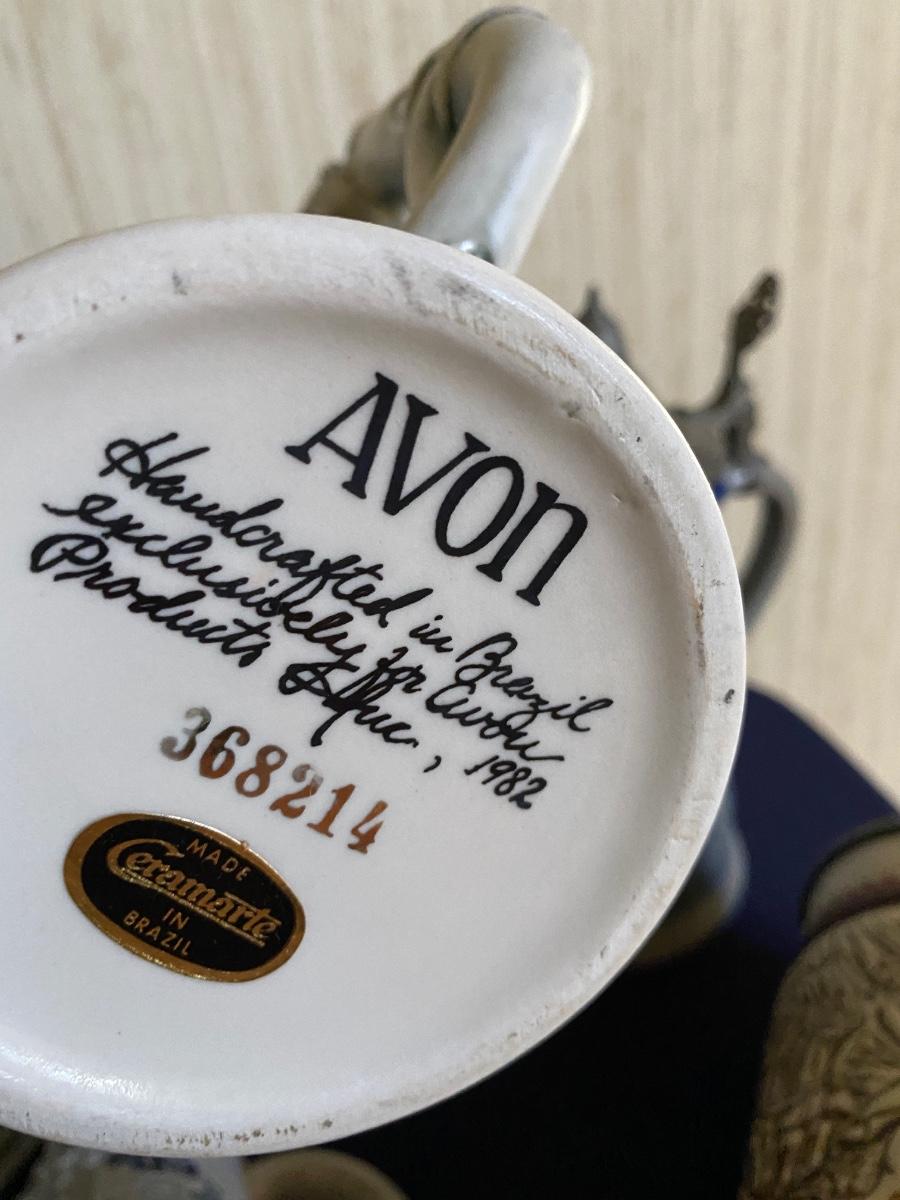 AVON
Handcrafted in Brazil
exclusively for Avon
Products Inc., 1982
368214
MADE
Ceramarte
IN
BRAZIL